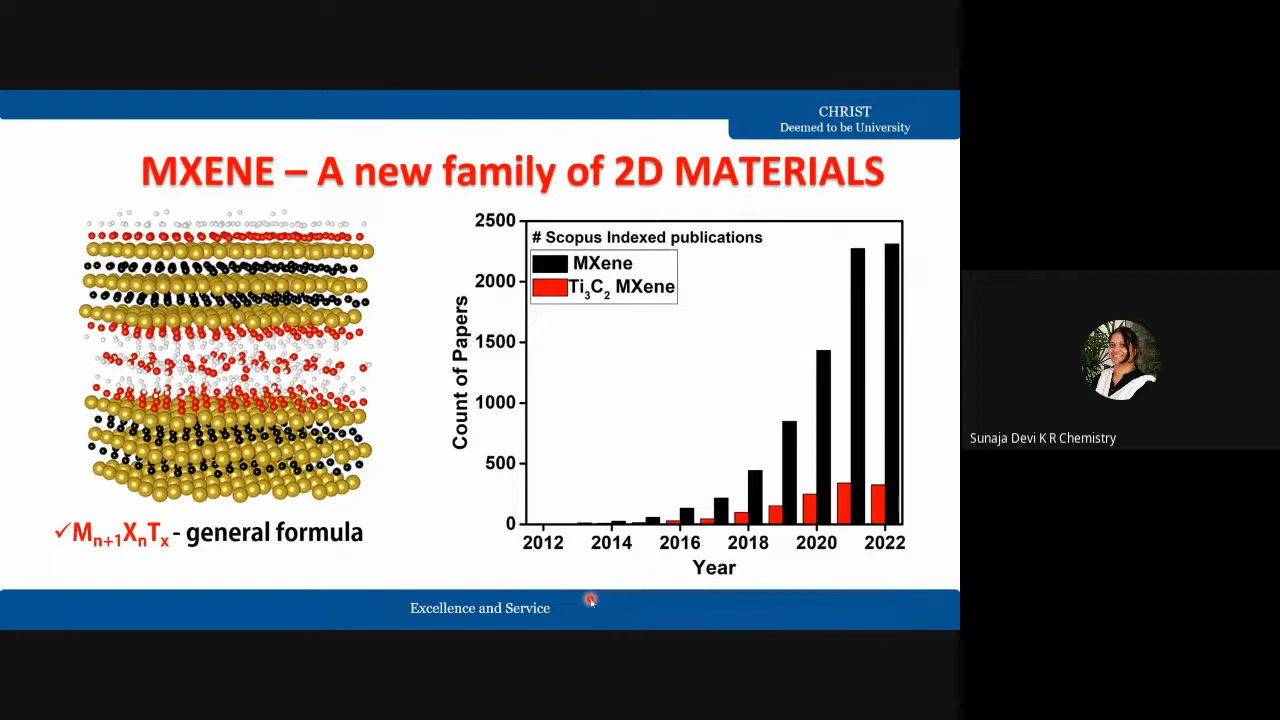 CHRIST
Deemed to be University
MXENE – A new family of 2D MATERIALS
✓Mn+1XnTx - general formula
2500
2000
1500
1000
500
0
Count of Papers
# Scopus Indexed publications
MXene
Ti3C2 MXene
2012 2014 2016 2018 2020 2022
Year
Excellence and Service
Sunaja Devi K R Chemistry